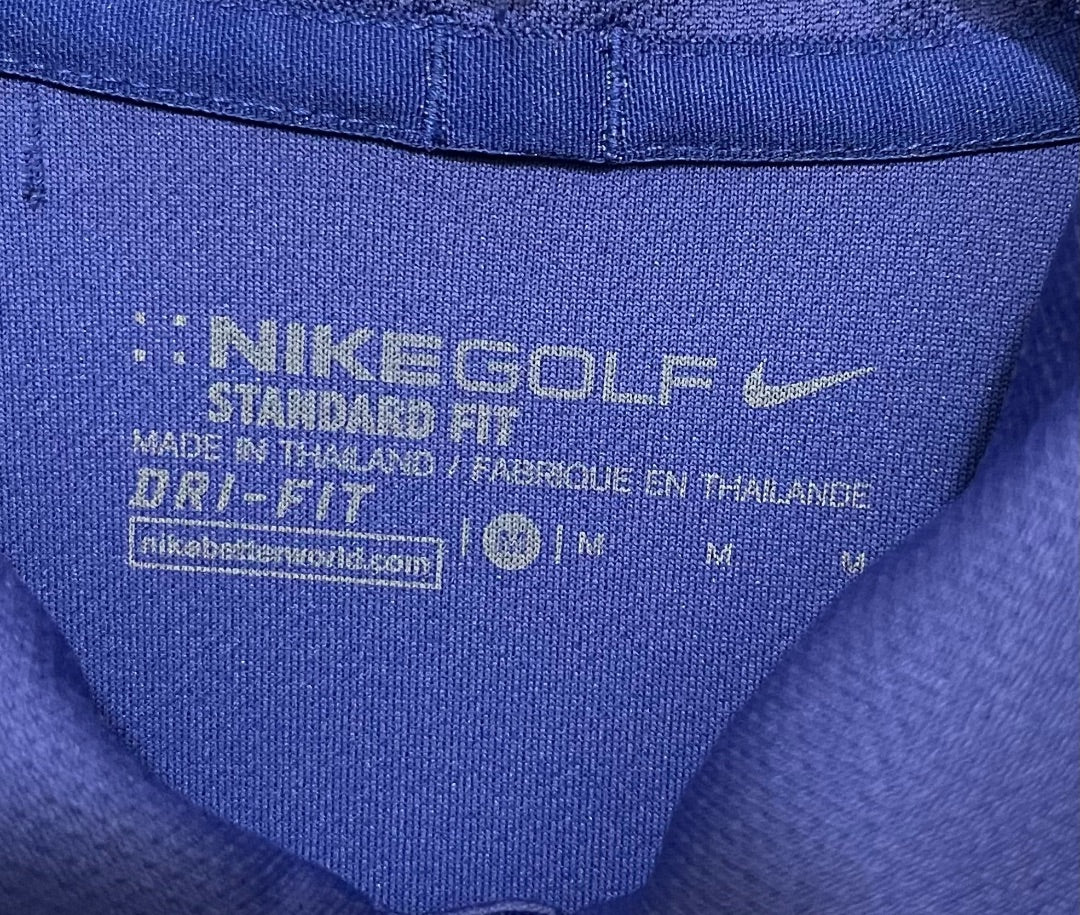 NIKEGOLF
STANDARD FIT
MADE IN THAILAND / FABRIQUE EN THAILANDE
DRI-FIT
nikebetterworld.com | M | M M M